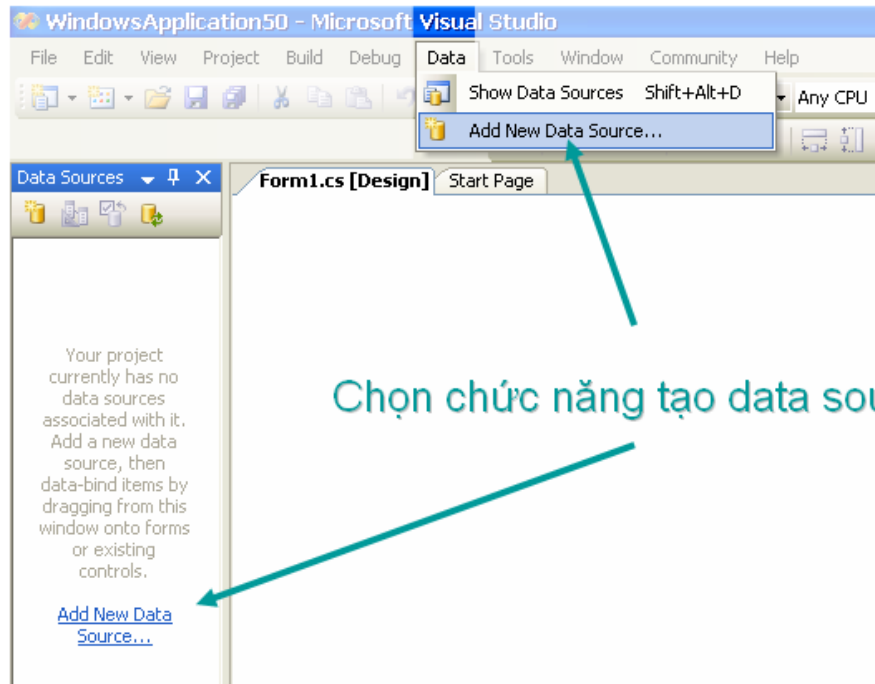 WindowsApplication50 - Microsoft Visual Studio
File Edit View Project Build Debug Data Tools Window Community Help
Show Data Sources Shift+Alt+D
Any CPU
Add New Data Source...
Data Sources
Form1.cs [Design] Start Page
Your project
currently has no
data sources
associated with it.
Add a new data
source, then
data-bind items by
dragging from this
window onto forms
or existing
controls.
Add New Data
Source...
Chọn chức năng tạo data